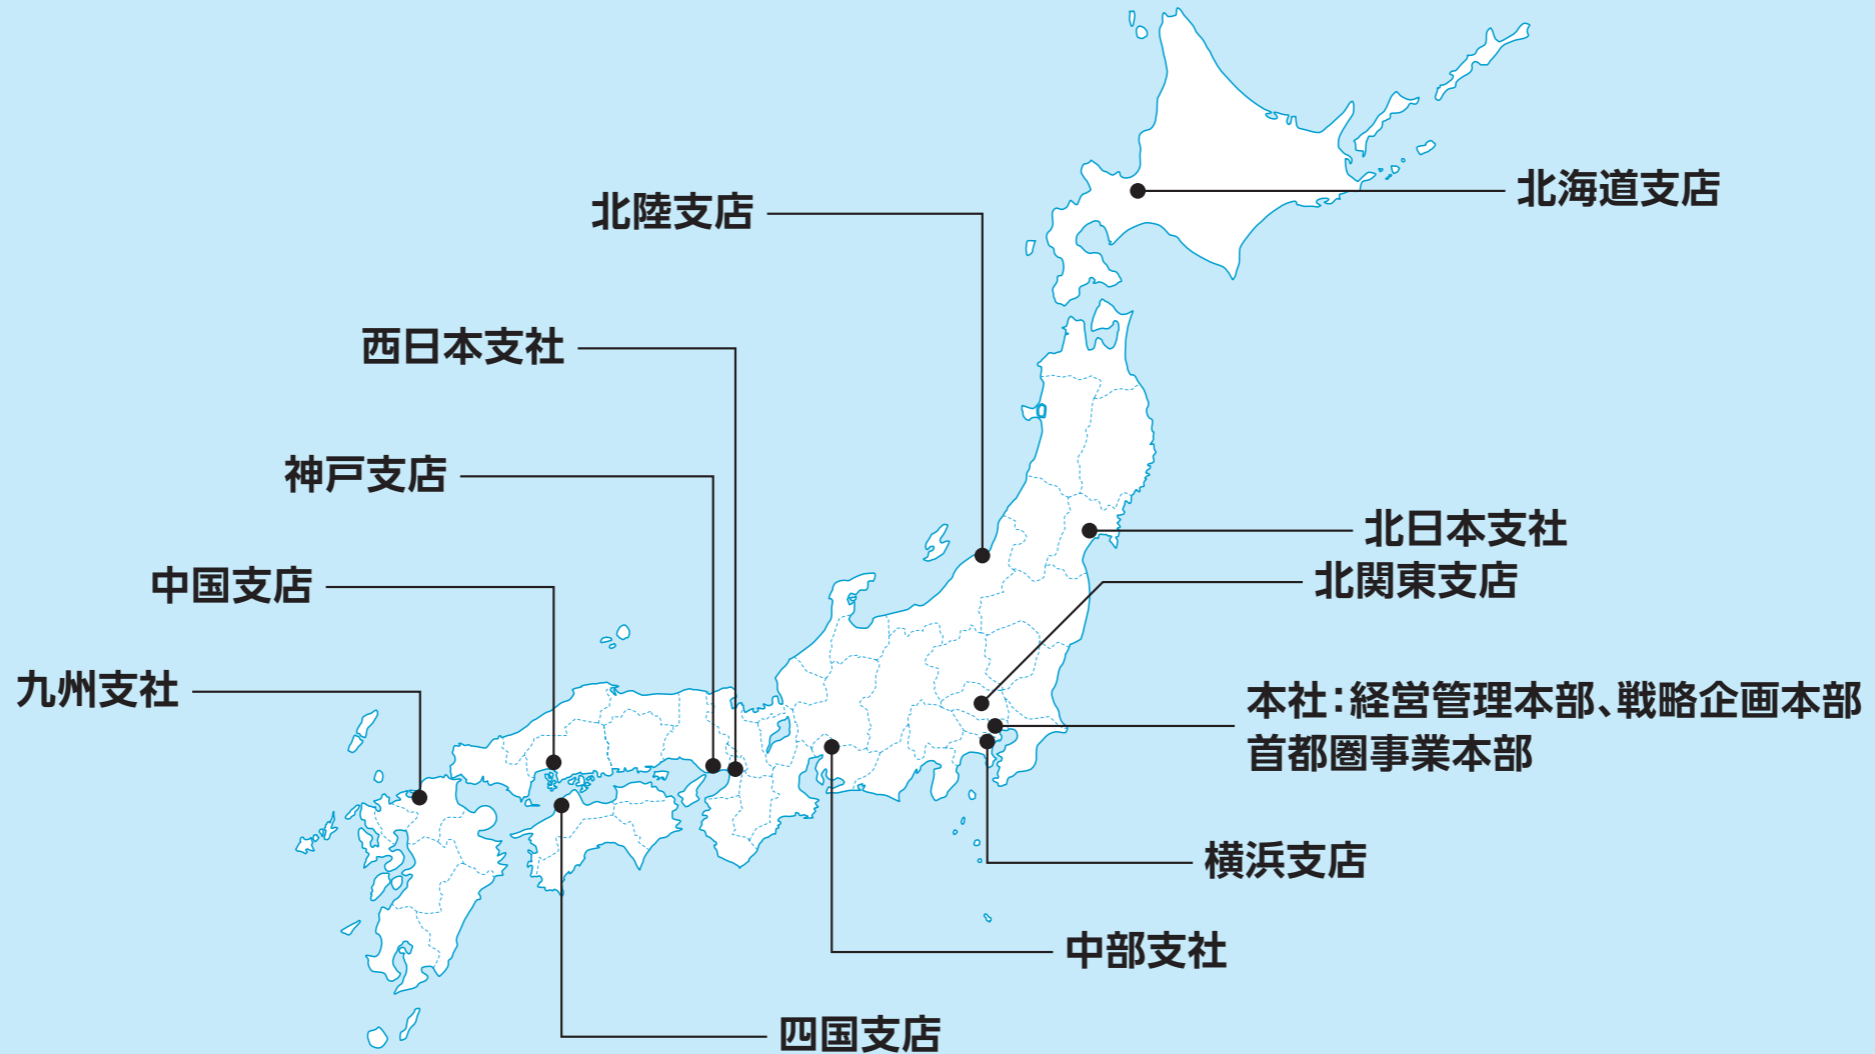 北海道支店
北陸支店
西日本支社
神戸支店
北日本支社
中国支店
北関東支店
九州支社
本社：経営管理本部、戦略企画本部
首都圏事業本部
横浜支店
中部支社
四国支店